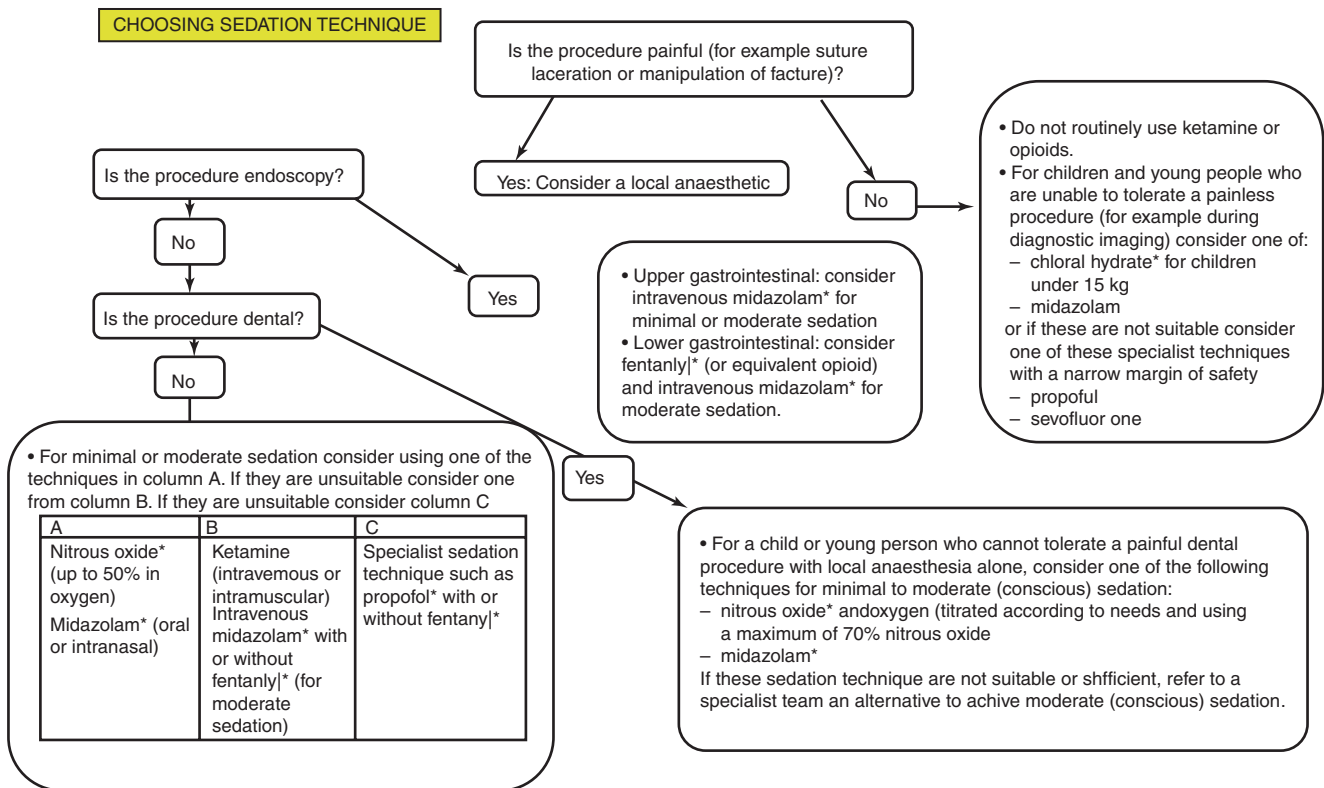 CHOOSING SEDATION TECHNIQUE
Is the procedure painful (for example suture
laceration or manipulation of facture)?
Yes: Consider a local anaesthetic
No
• Do not routinely use ketamine or
opioids.
• For children and young people who
are unable to tolerate a painless
procedure (for example during
diagnostic imaging) consider one of:
– chloral hydrate* for children
under 15 kg
– midazolam
or if these are not suitable consider
one of these specialist techniques
with a narrow margin of safety
– propoful
– sevofluor one
Is the procedure endoscopy?
No
Yes
• Upper gastrointestinal: consider
intravenous midazolam* for
minimal or moderate sedation
• Lower gastrointestinal: consider
fentanly|* (or equivalent opioid)
and intravenous midazolam* for
moderate sedation.
Is the procedure dental?
No
Yes
• For minimal or moderate sedation consider using one of the
techniques in column A. If they are unsuitable consider one
from column B. If they are unsuitable consider column C
A
Nitrous oxide*
(up to 50% in
oxygen)
Midazolam* (oral
or intranasal)
B
Ketamine
(intravemous or
intramuscular)
Intravenous
midazolam* with
or without
fentanly|* (for
moderate
sedation)
C
Specialist sedation
technique such as
propofol* with or
without fentany|*
• For a child or young person who cannot tolerate a painful dental
procedure with local anaesthesia alone, consider one of the following
techniques for minimal to moderate (conscious) sedation:
– nitrous oxide* andoxygen (titrated according to needs and using
a maximum of 70% nitrous oxide
– midazolam*
If these sedation technique are not suitable or shfficient, refer to a
specialist team an alternative to achive moderate (conscious) sedation.